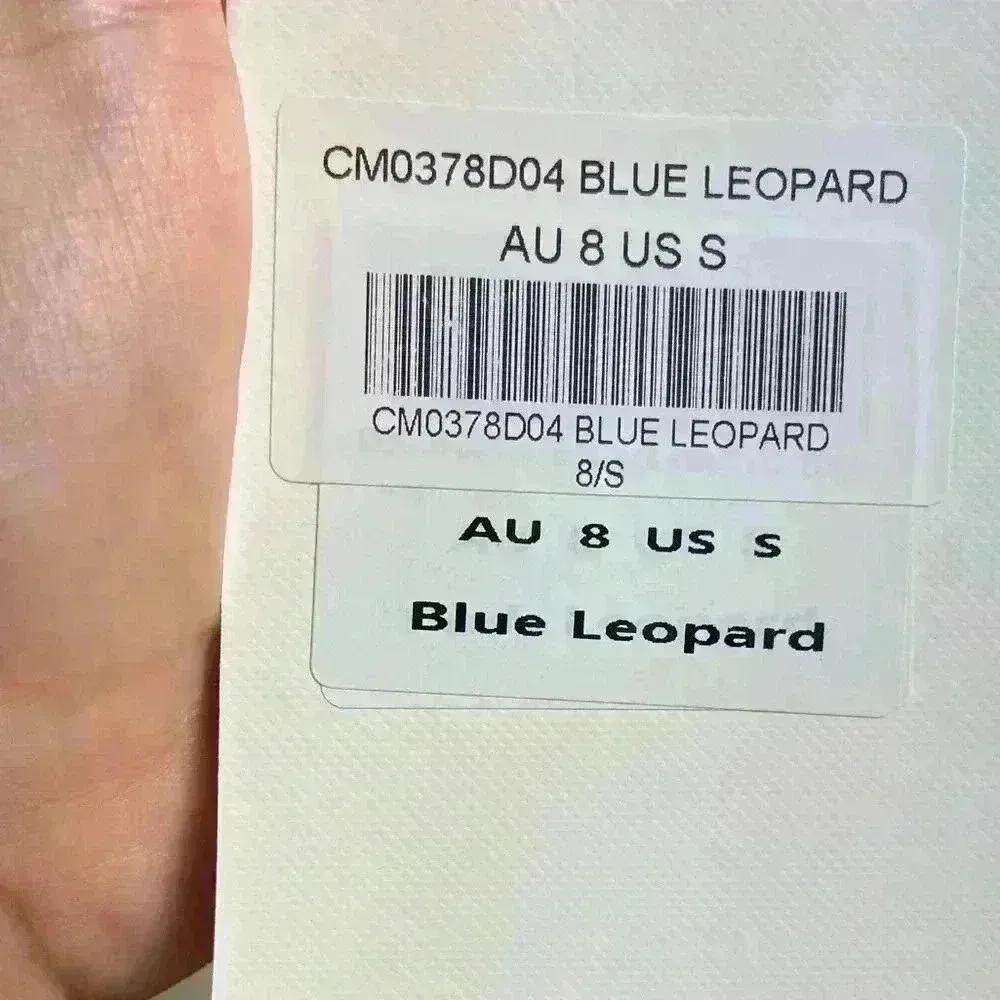 CM0378D04 BLUE LEOPARD
AU 8 US S
CM0378D04 BLUE LEOPARD
8/S
AU 8 US S
Blue Leopard